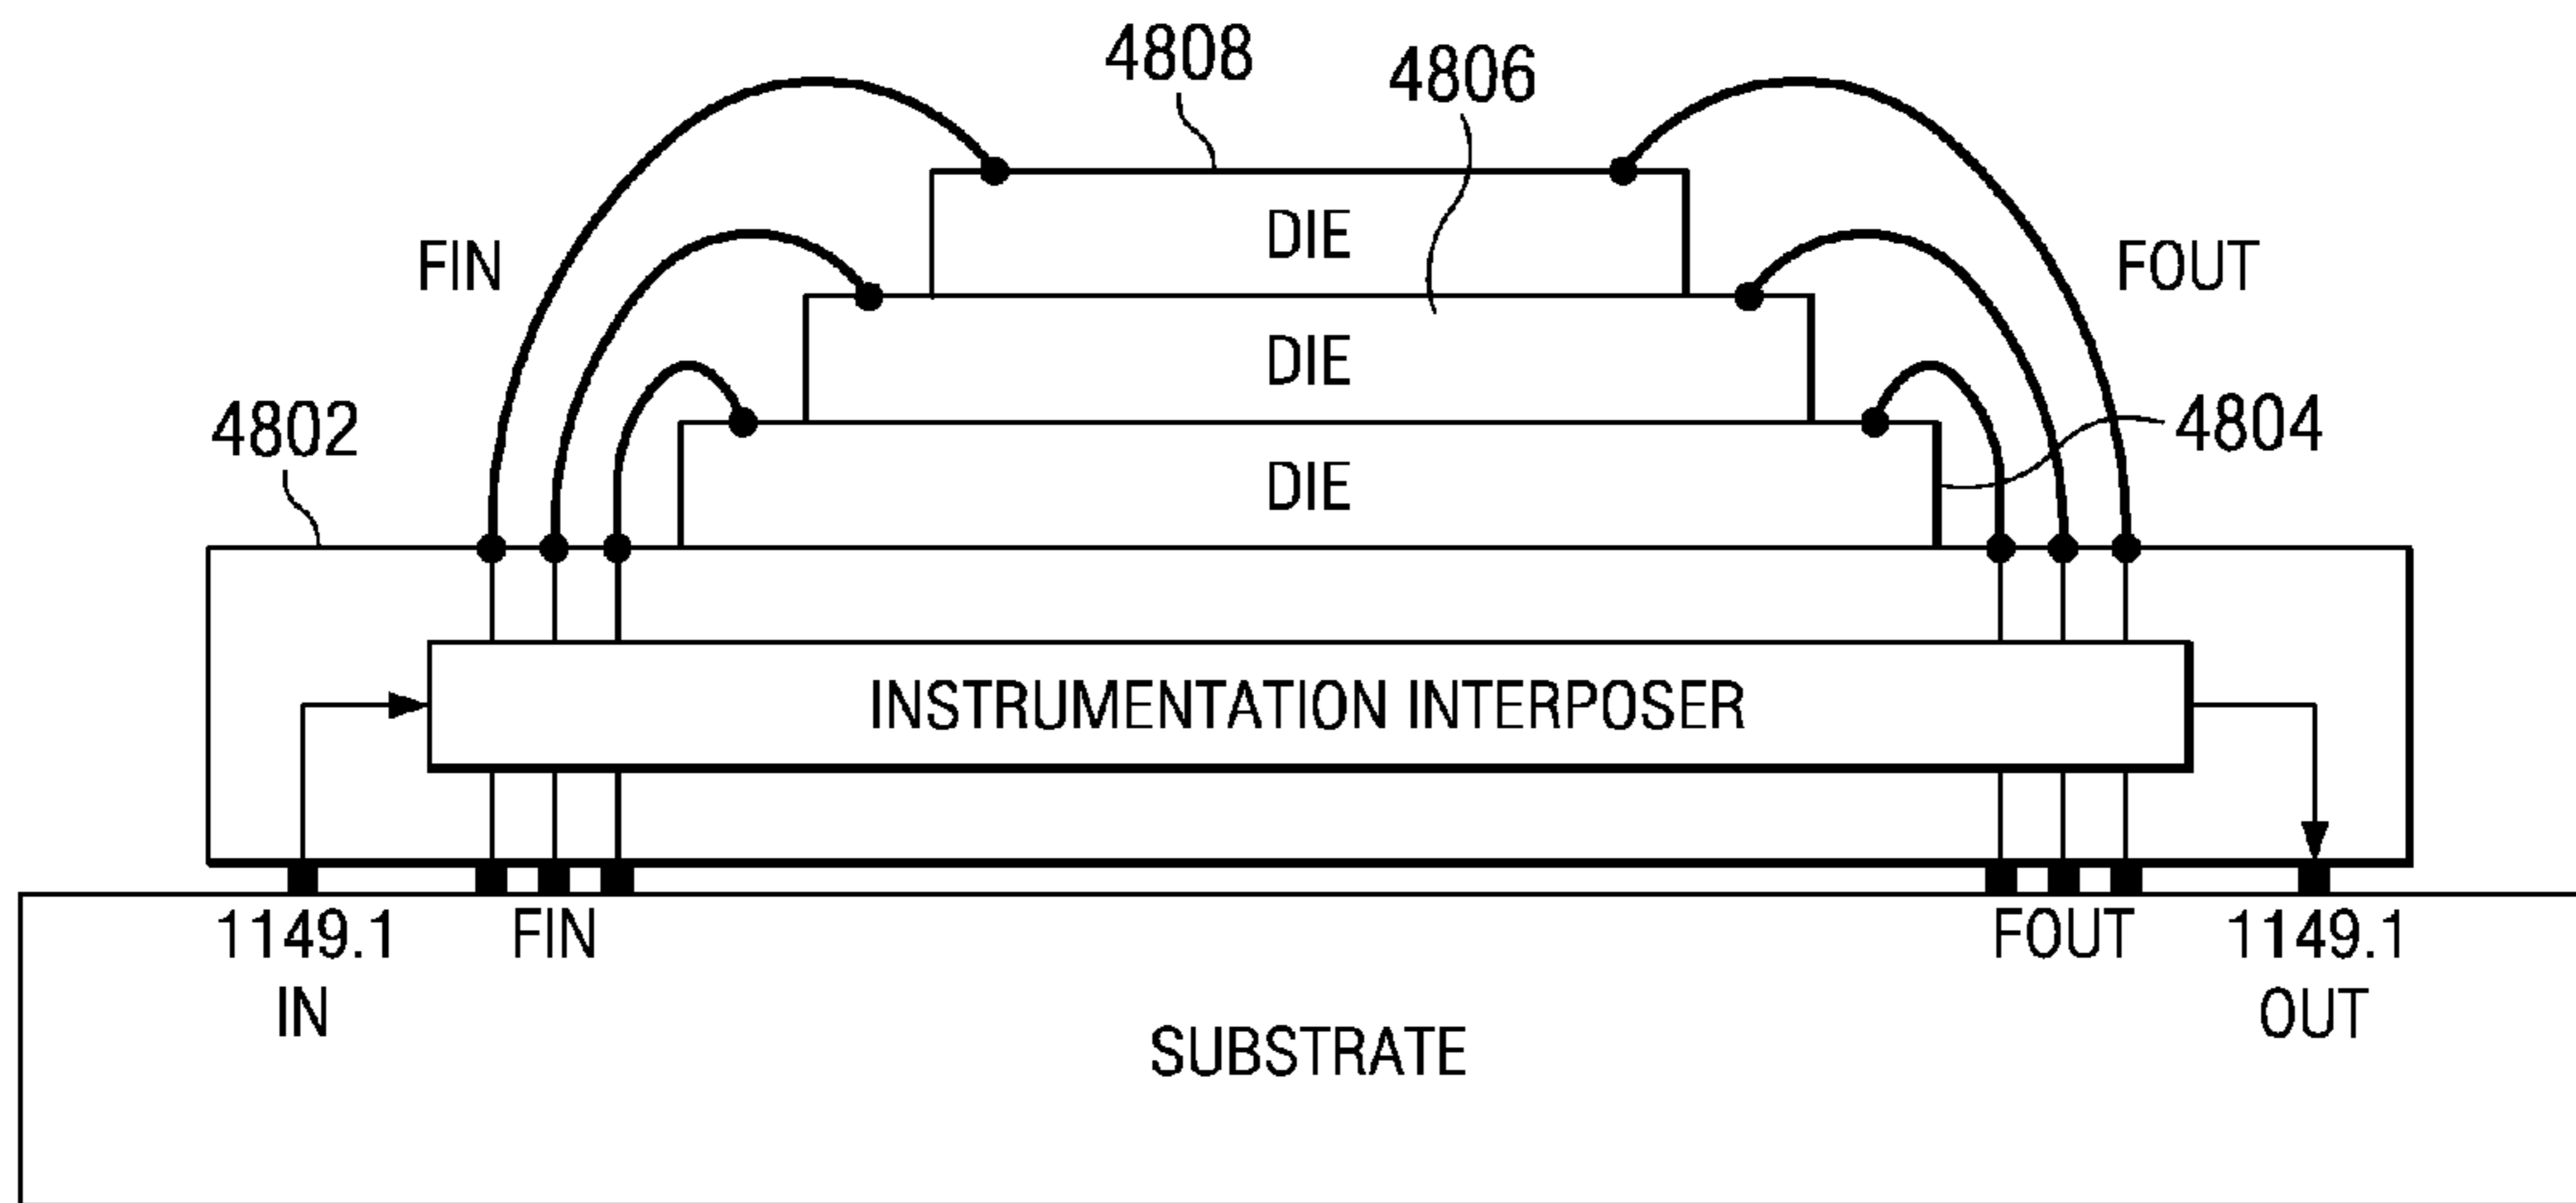 4808
4806
DIE
FIN
FOUT
DIE
4802
4804
DIE
INSTRUMENTATION INTERPOSER
1149.1
IN
FIN
FOUT
1149.1
OUT
SUBSTRATE